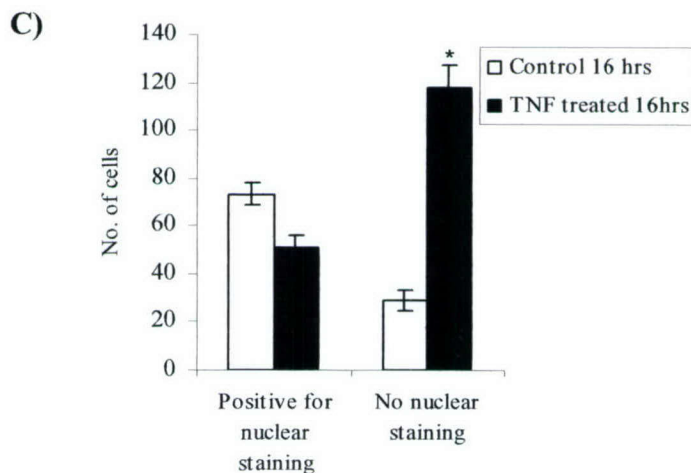 C)
140
120
100
80
60
40
20
0
No. of cells
*
Control 16 hrs
TNF treated 16hrs
Positive for
nuclear
staining
No nuclear
staining